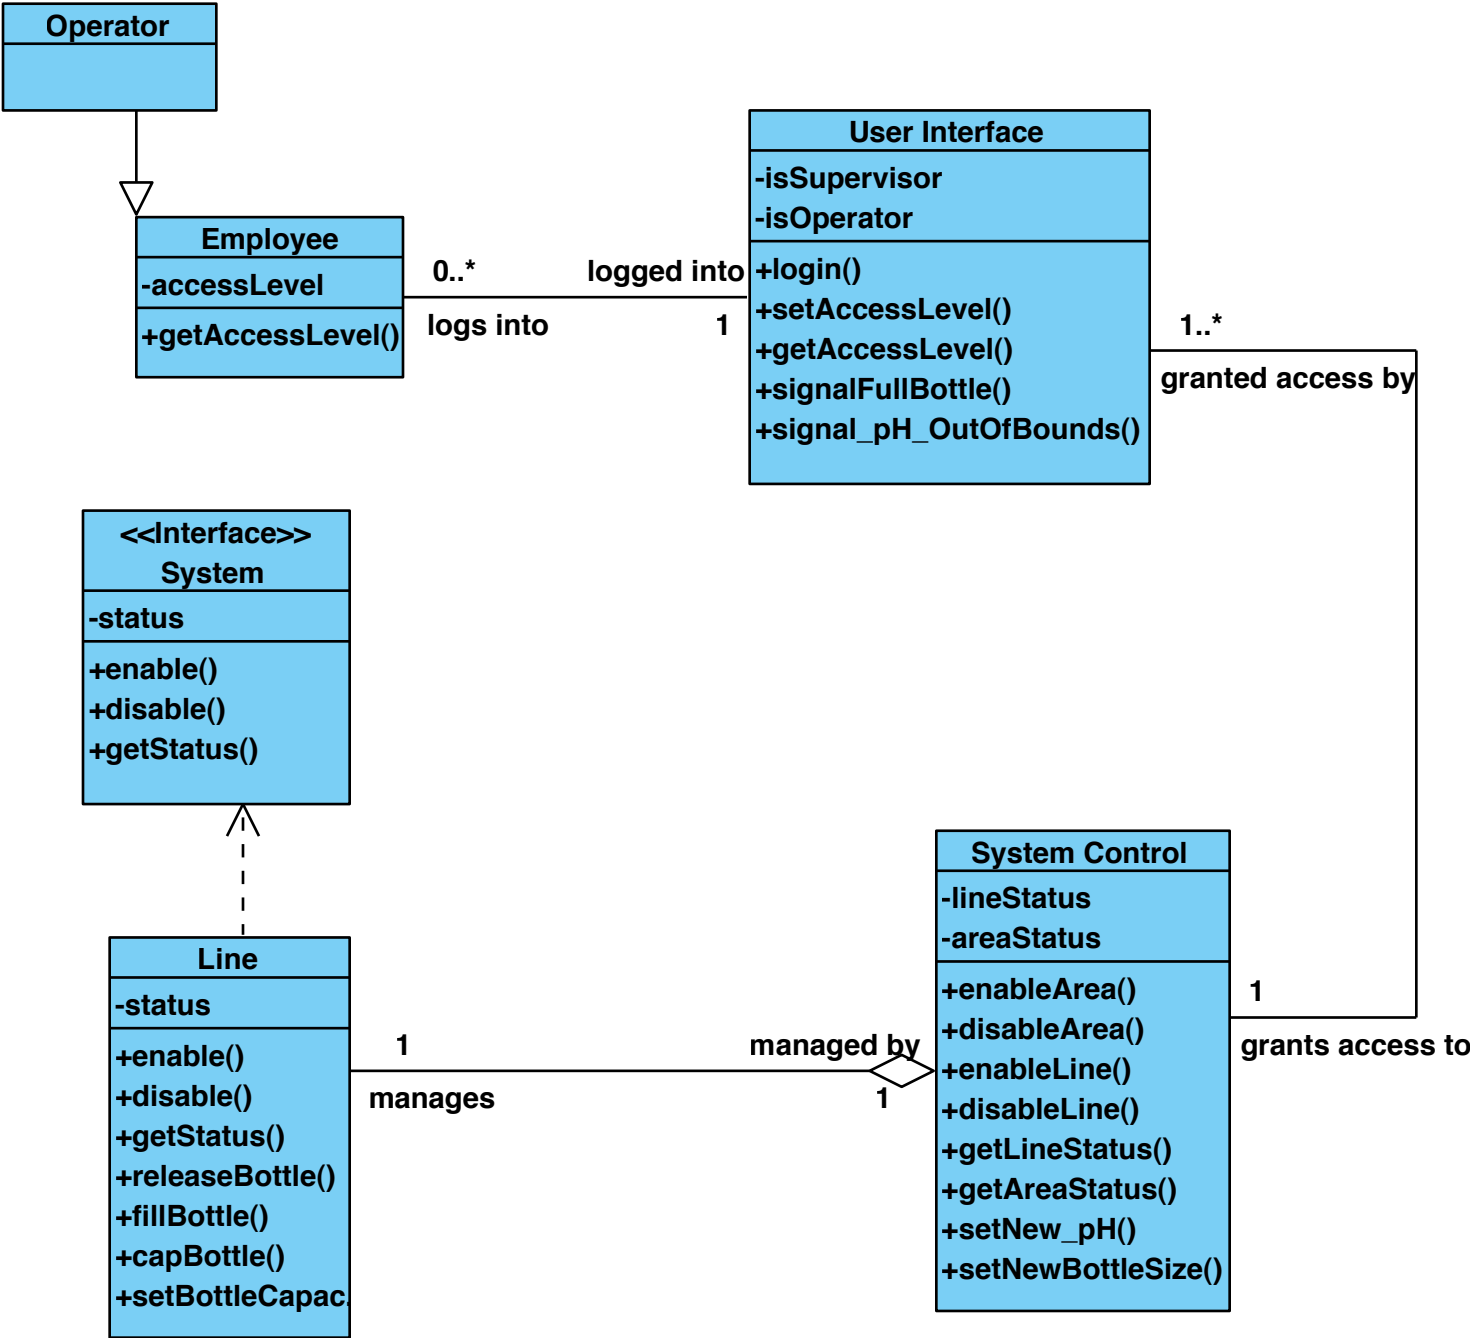 Operator
Employee
-accessLevel
+getAccessLevel()
0..*
logs into
logged into
1
User Interface
-isSupervisor
-isOperator
+login()
+setAccessLevel()
+getAccessLevel()
+signalFullBottle()
+signal_pH_OutOfBounds()
1..*
granted access by
<<Interface>>
System
-status
+enable()
+disable()
+getStatus()
Line
-status
+enable()
+disable()
+getStatus()
+releaseBottle()
+fillBottle()
+capBottle()
+setBottleCapac.
1
manages
managed by
1
System Control
-lineStatus
-areaStatus
+enableArea()
+disableArea()
+enableLine()
+disableLine()
+getLineStatus()
+getAreaStatus()
+setNew_pH()
+setNewBottleSize()
1
grants access to